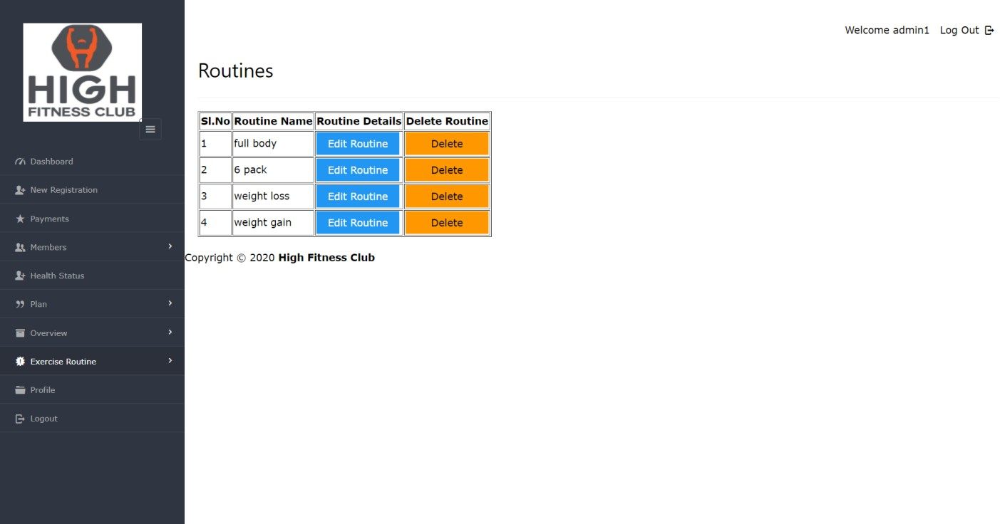 HIGH
FITNESS CLUB
Dashboard
New Registration
Payments
Members
Health Status
Plan
Overview
Exercise Routine
Profile
Logout
Welcome admin1 Log Out
Routines
Sl.No Routine Name Routine Details Delete Routine
1 full body Edit Routine Delete
2 6 pack Edit Routine Delete
3 weight loss Edit Routine Delete
4 weight gain Edit Routine Delete
Copyright © 2020 High Fitness Club